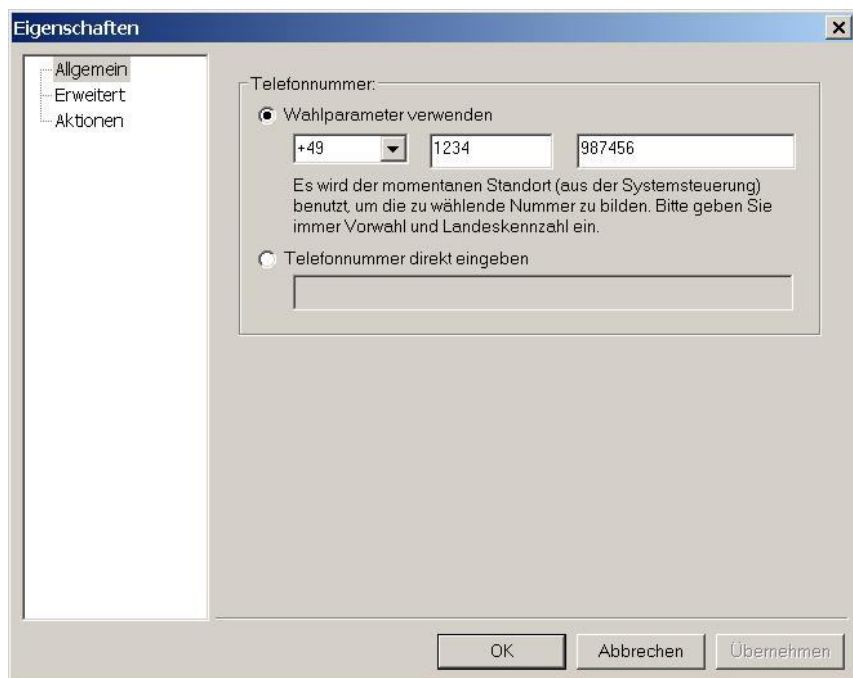 Eigenschaften
Allgemein
Erweitert
Aktionen
Telefonnummer:
Wahlparameter verwenden
+49 1234 987456
Es wird der momentanen Standort (aus der Systemsteuerung)
benutzt, um die zu wählende Nummer zu bilden. Bitte geben Sie
immer Vorwahl und Landeskennzahl ein.
Telefonnummer direkt eingeben
OK Abbrechen Übernehmen